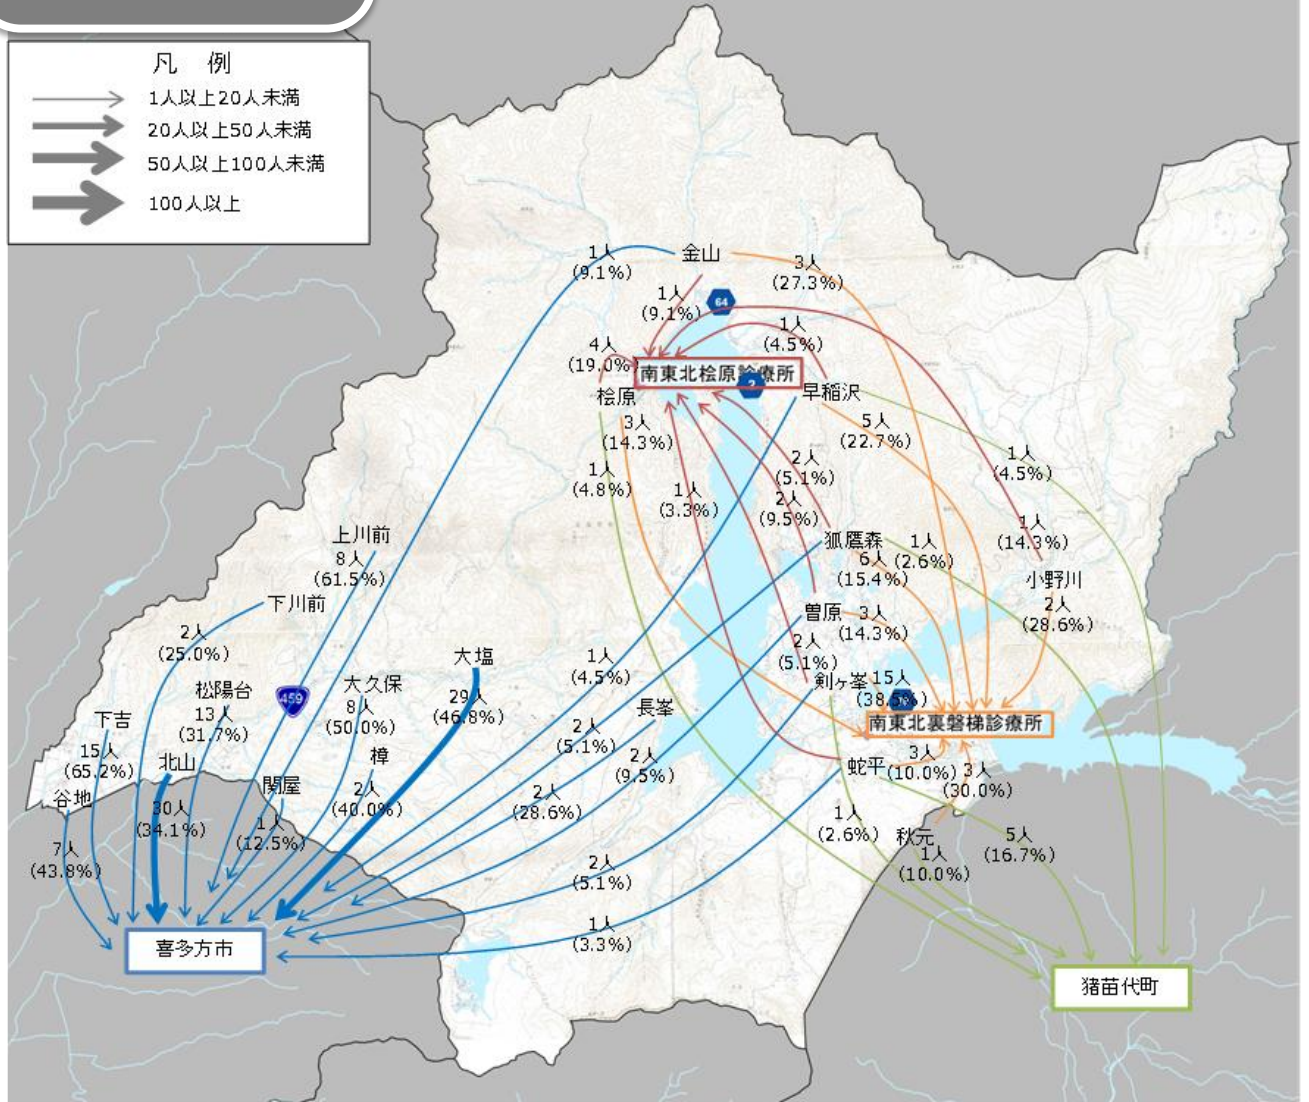 凡 例
1人以上20人未満
20人以上50人未満
50人以上100人未満
100人以上
1人
(9.1%)
金山
3人
(27.3%)
1人
(9.1%)
64
1人
(4.5%)
4人
(19.0%)
南東北桧原診療所
2
桧原
早稲沢
3人
(14.3%)
5人
(22.7%)
1人
(4.8%)
1人
(3.3%)
2人
(5.1%)
2人
(9.5%)
1人
(4.5%)
1人
(14.3%)
上川前
8人
(61.5%)
狐鷹森
1人
(2.6%)
6人
(15.4%)
小野川
2人
(28.6%)
下川前
2人
(25.0%)
曽原
3人
(14.3%)
2人
(5.1%)
大塩
29人
(46.8%)
1人
(4.5%)
剣ヶ峯
15人
(38.5%)
松陽台
13人
(31.7%)
459
大久保
8人
(50.0%)
長峯
南東北裏磐梯診療所
下吉
15人
(65.2%)
2人
(5.1%)
2人
(9.5%)
北山
30人
(34.1%)
樟
2人
(40.0%)
蛇平
3人
(10.0%)
3人
(30.0%)
谷地
7人
(43.8%)
関屋
1人
(12.5%)
2人
(28.6%)
1人
(2.6%)
秋元
1人
(10.0%)
5人
(16.7%)
2人
(5.1%)
1人
(3.3%)
喜多方市
猪苗代町